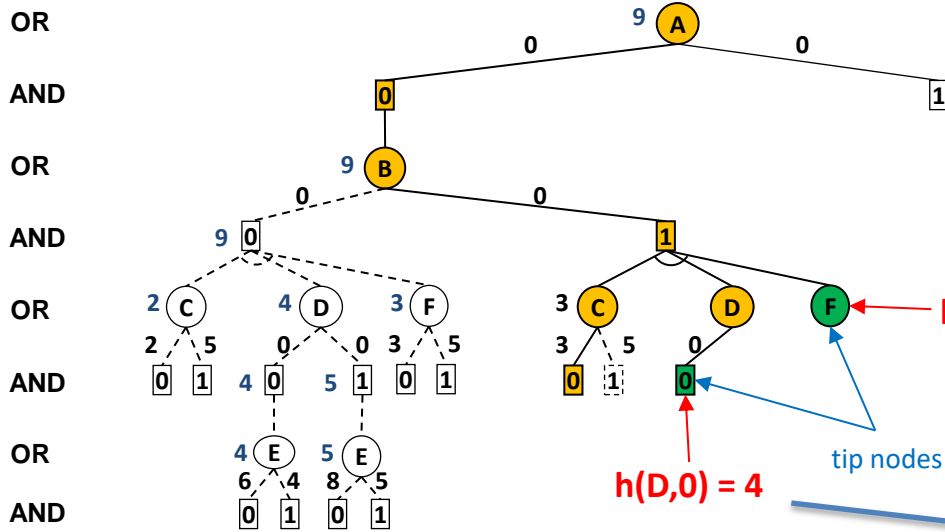 OR 9 A
0 0
AND 0 1
OR 9 B
0 0
AND 9 0 1
OR 2 C 4 D 3 F 3 C D F
2 5 0 0 3 5 3 5 0
AND 0 1 4 0 5 1 0 1 0 1 0
OR 4 E 5 E
6 4 8 5
tip nodes
h(D,0) = 4
AND 0 1 0 1